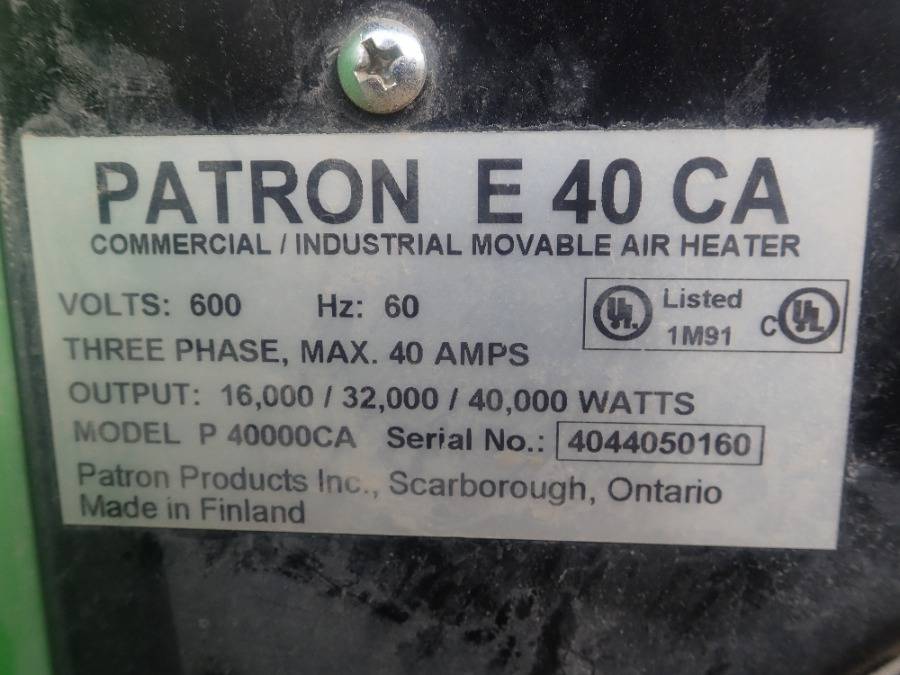 PATRON E 40 CA
COMMERCIAL / INDUSTRIAL MOVABLE AIR HEATER
VOLTS: 600 Hz: 60
UL Listed 1M91 C UL
THREE PHASE, MAX. 40 AMPS
OUTPUT: 16,000 / 32,000 / 40,000 WATTS
MODEL P 40000CA Serial No.: 4044050160
Patron Products Inc., Scarborough, Ontario
Made in Finland